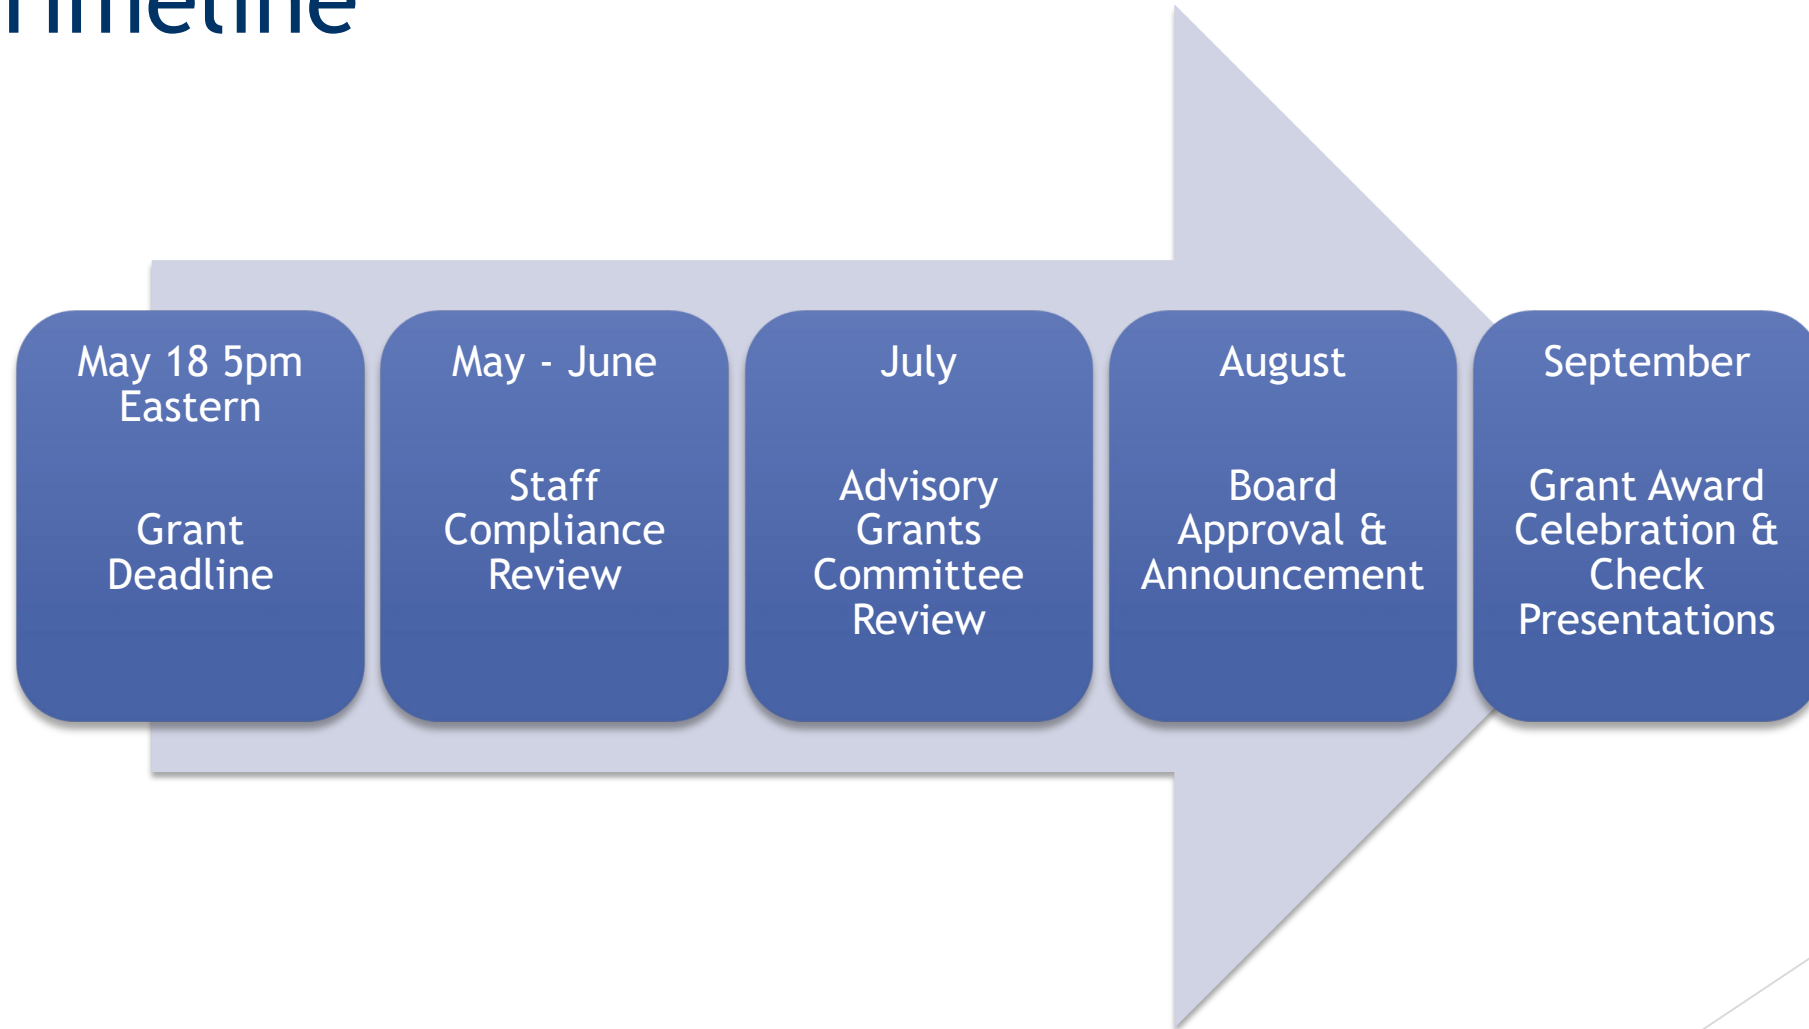 Timeline
May 18 5pm
Eastern
Grant
Deadline
May - June
Staff
Compliance
Review
July
Advisory
Grants
Committee
Review
August
Board
Approval &
Announcement
September
Grant Award
Celebration &
Check
Presentations